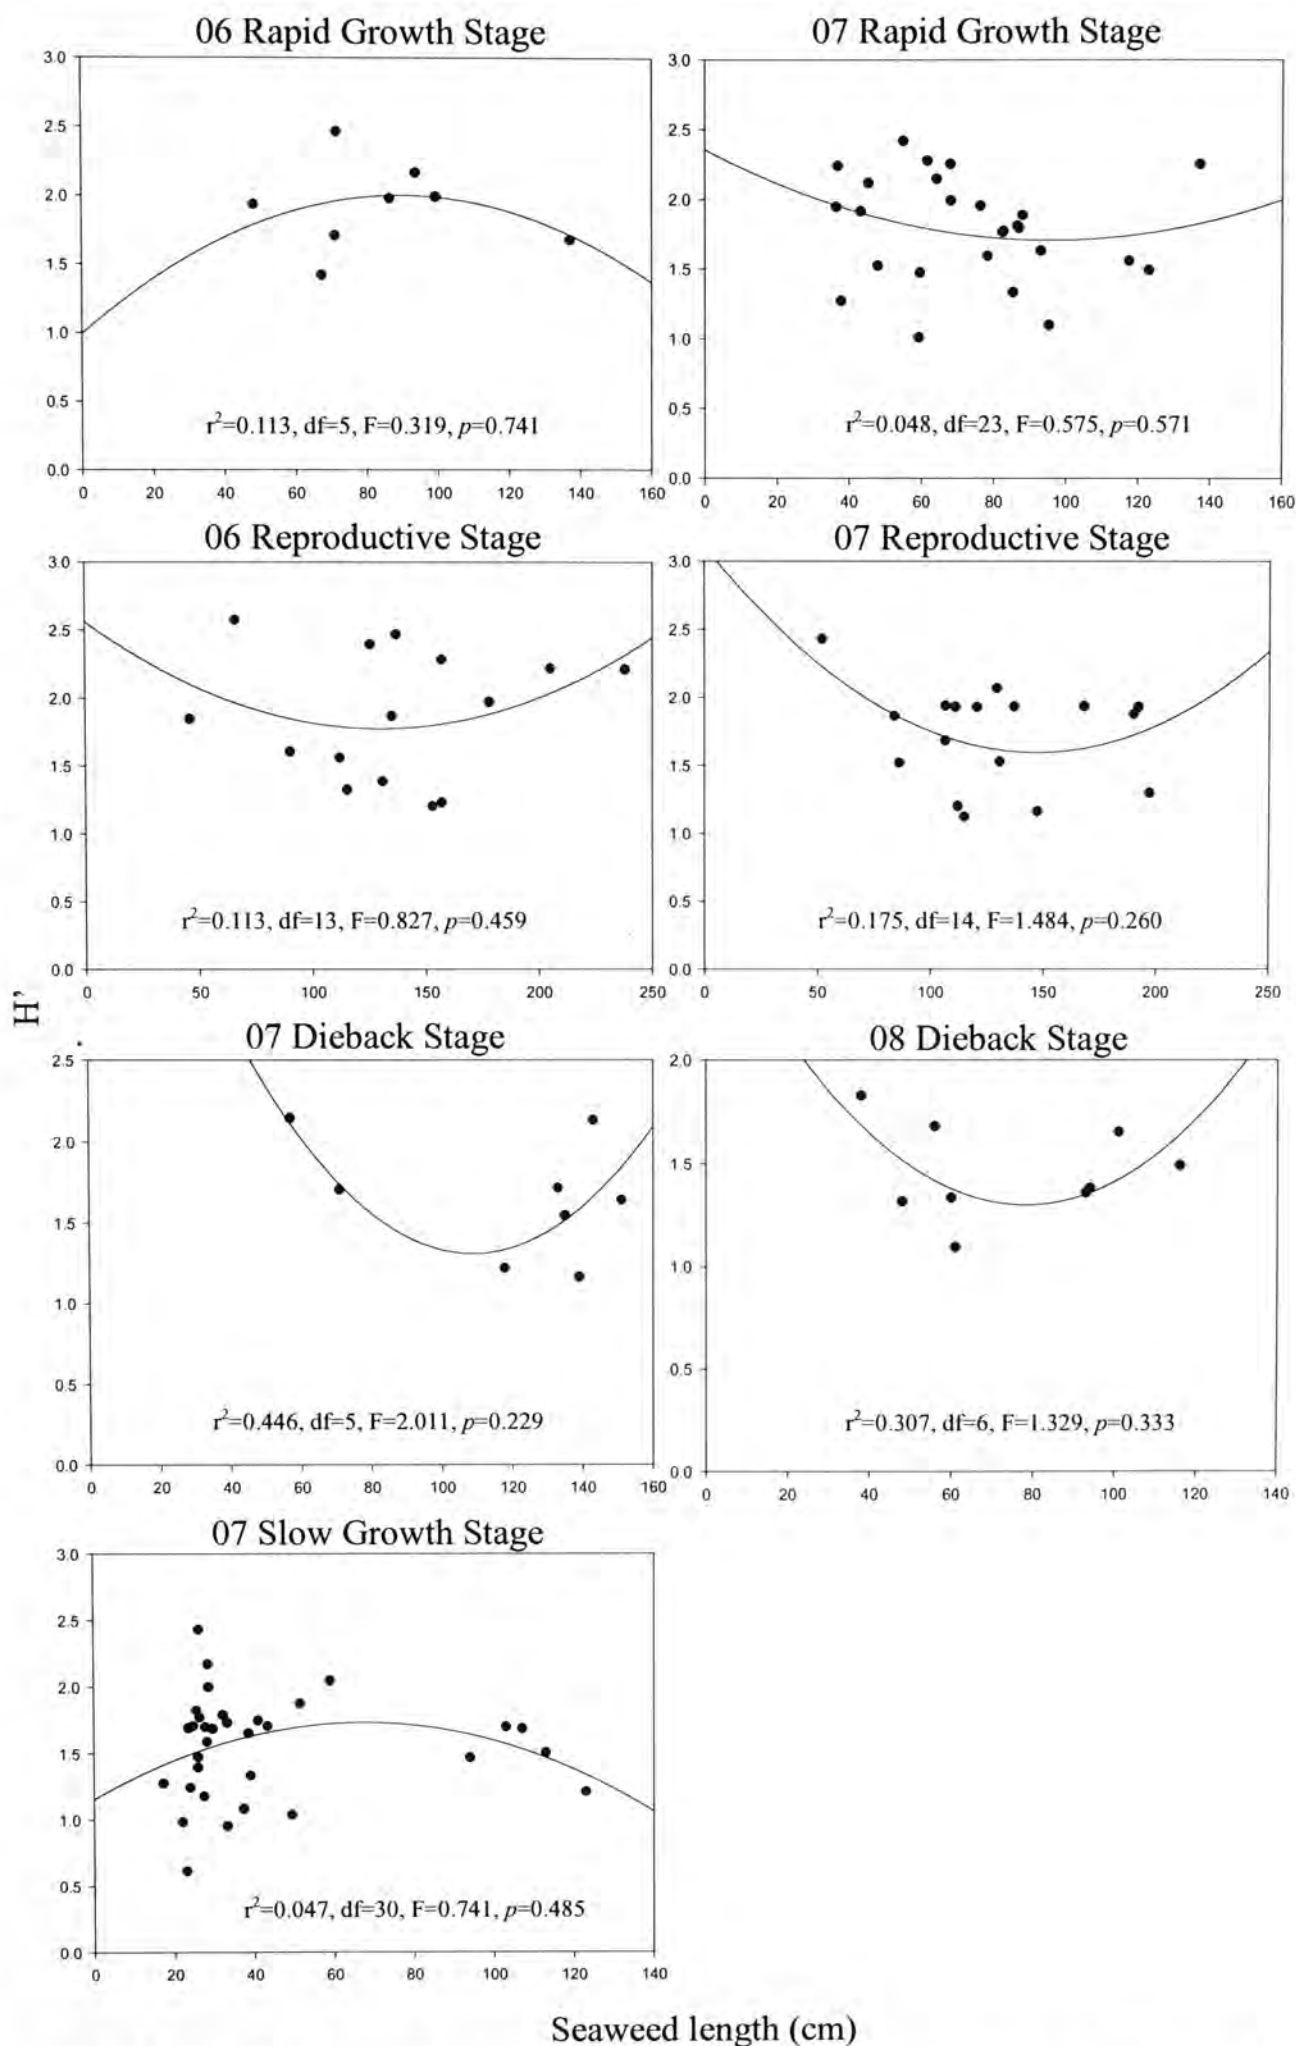 06 Rapid Growth Stage
3.0
2.5
2.0
1.5
1.0
0.5
0.0
r²=0.113, df=5, F=0.319, p=0.741
0 20 40 60 80 100 120 140 160
07 Rapid Growth Stage
3.0
2.5
2.0
1.5
1.0
0.5
0.0
r²=0.048, df=23, F=0.575, p=0.571
0 20 40 60 80 100 120 140 160
06 Reproductive Stage
3.0
2.5
2.0
1.5
1.0
0.5
0.0
r²=0.113, df=13, F=0.827, p=0.459
0 50 100 150 200 250
07 Reproductive Stage
3.0
2.5
2.0
1.5
1.0
0.5
0.0
r²=0.175, df=14, F=1.484, p=0.260
0 50 100 150 200 250
H'
07 Dieback Stage
2.5
2.0
1.5
1.0
0.5
0.0
r²=0.446, df=5, F=2.011, p=0.229
0 20 40 60 80 100 120 140 160
08 Dieback Stage
2.0
1.5
1.0
0.5
0.0
r²=0.307, df=6, F=1.329, p=0.333
0 20 40 60 80 100 120 140
07 Slow Growth Stage
3.0
2.5
2.0
1.5
1.0
0.5
0.0
r²=0.047, df=30, F=0.741, p=0.485
0 20 40 60 80 100 120 140
Seaweed length (cm)